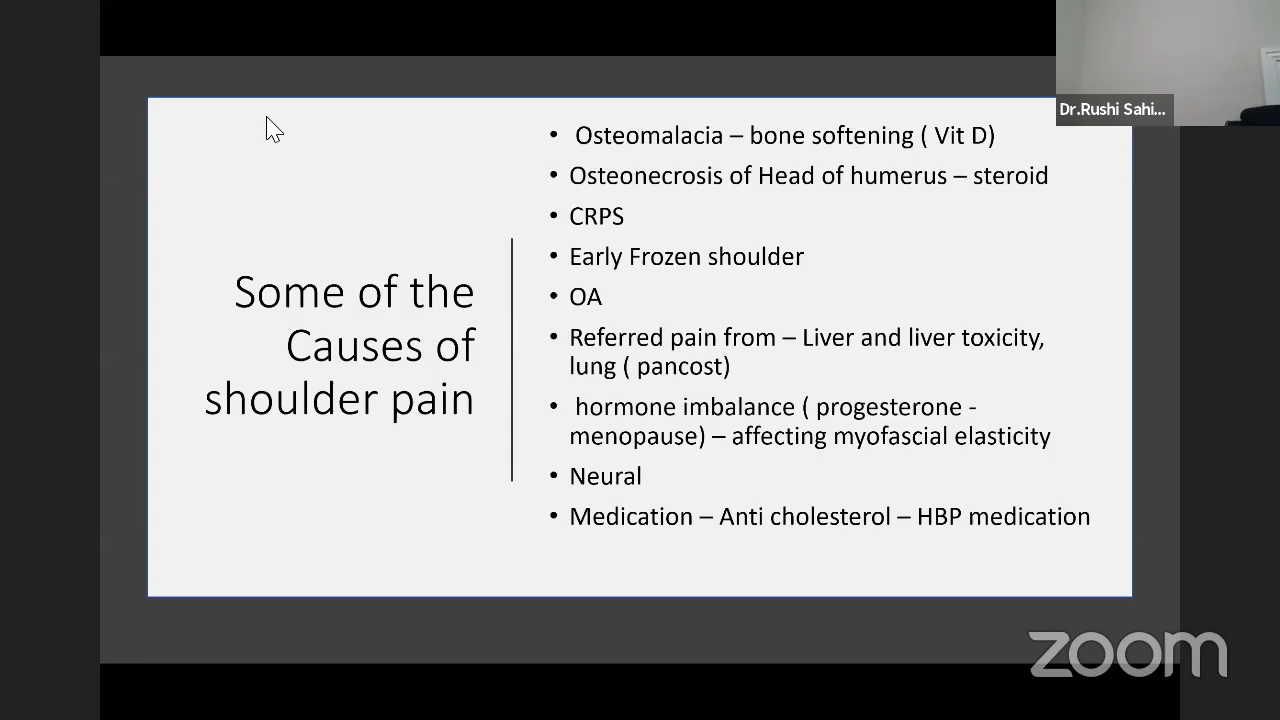 Dr.Rushi Sahi...
Some of the
Causes of
shoulder pain
• Osteomalacia – bone softening ( Vit D)
• Osteonecrosis of Head of humerus – steroid
• CRPS
• Early Frozen shoulder
• OA
• Referred pain from – Liver and liver toxicity,
lung ( pancost)
• hormone imbalance ( progesterone -
menopause) – affecting myofascial elasticity
• Neural
• Medication – Anti cholesterol – HBP medication
zoom